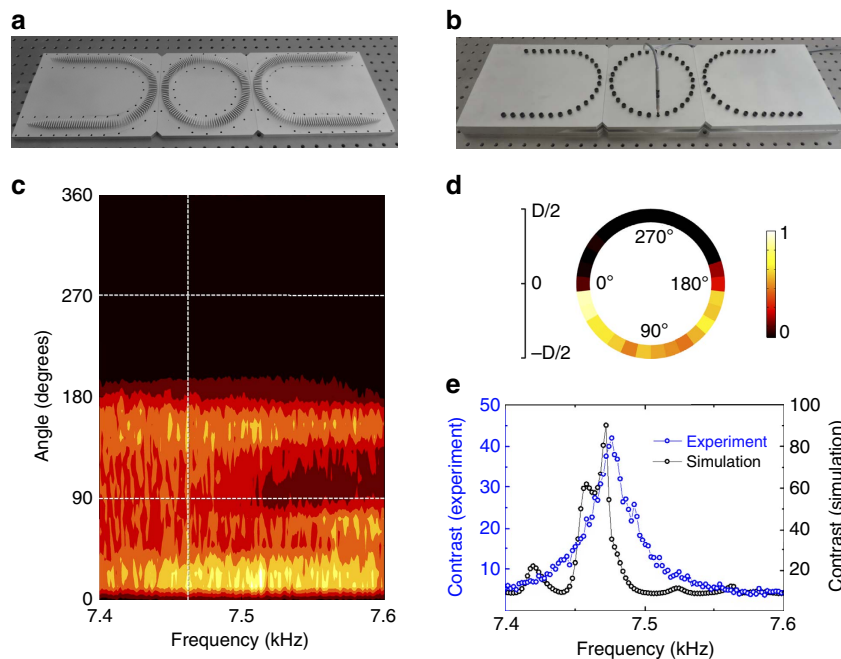 a
b
c
360
270
180
90
0
Angle (degrees)
7.4
7.5
7.6
Frequency (kHz)
d
D/2
0
–D/2
270°
0°
180°
90°
1
0
e
50
40
30
20
10
Contrast (experiment)
Experiment
Simulation
100
80
60
40
20
Contrast (simulation)
7.4
7.5
7.6
Frequency (kHz)